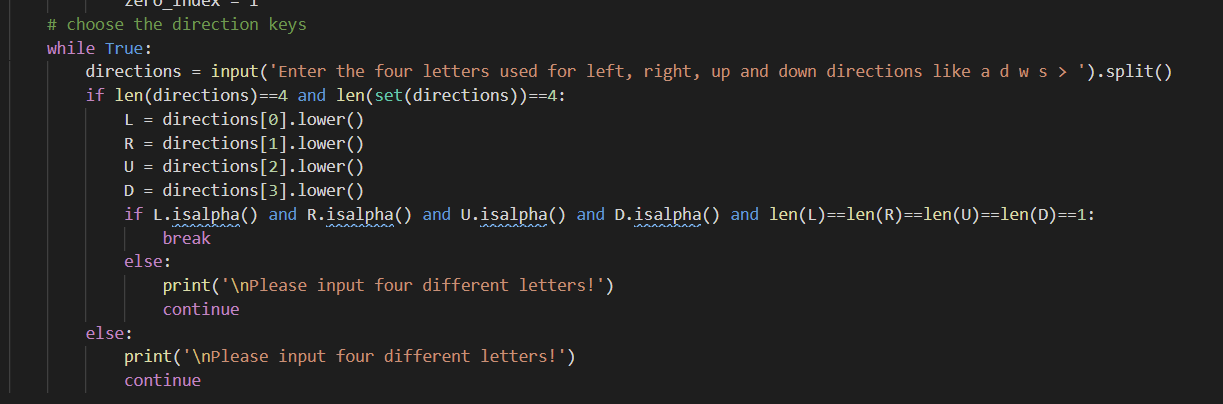 zero_index = 1
# choose the direction keys
while True:
    directions = input('Enter the four letters used for left, right, up and down directions like a d w s > ').split()
    if len(directions)==4 and len(set(directions))==4:
        L = directions[0].lower()
        R = directions[1].lower()
        U = directions[2].lower()
        D = directions[3].lower()
        if L.isalpha() and R.isalpha() and U.isalpha() and D.isalpha() and len(L)==len(R)==len(U)==len(D)==1:
            break
        else:
            print('\nPlease input four different letters!')
            continue
    else:
        print('\nPlease input four different letters!')
        continue